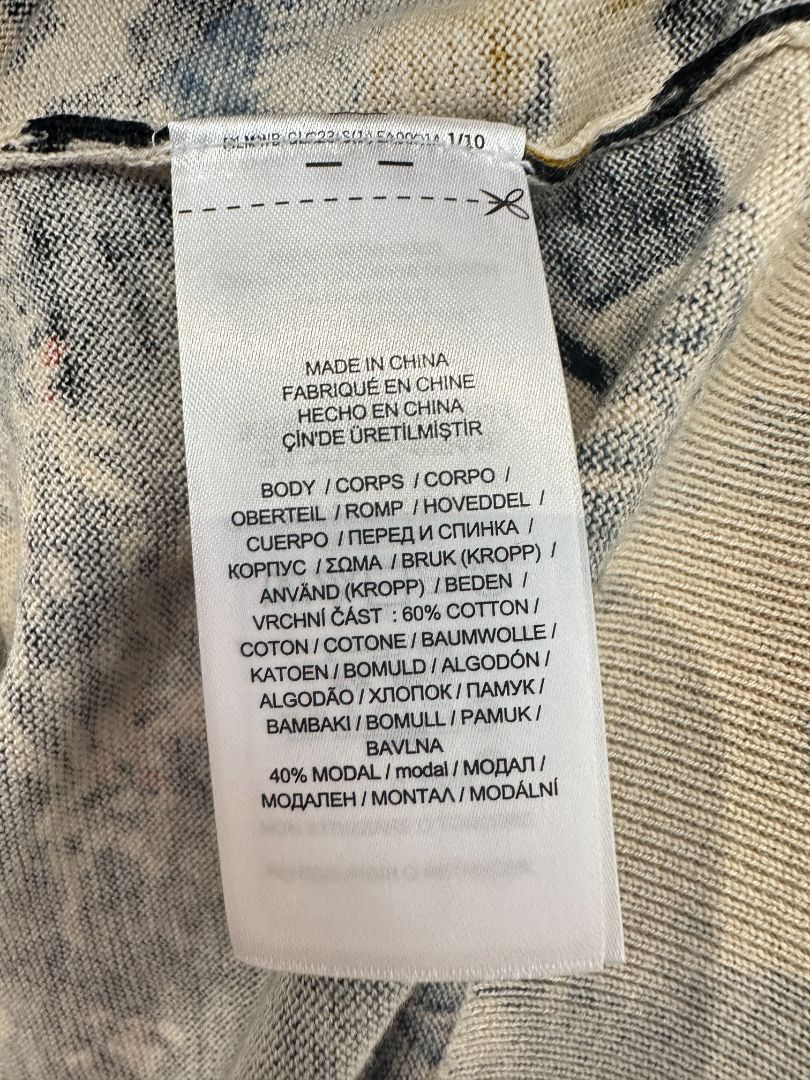 1/10
MADE IN CHINA
FABRIQUÉ EN CHINE
HECHO EN CHINA
ÇİN'DE ÜRETİLMİŞTİR
BODY / CORPS / CORPO /
OBERTEIL / ROMP / HOVEDDEL /
CUERPO / ПЕРЕД И СПИНКА /
КОРПУС / ΣΩΜΑ / BRUK (KROPP) /
ANVÄND (KROPP) / BEDEN /
VRCHNÍ ČÁST : 60% COTTON /
COTON / COTONE / BAUMWOLLE /
KATOEN / BOMULD / ALGODÓN /
ALGODÃO / ХЛОПОК / ПАМУК /
ΒΑΜΒΑΚΙ / BOMULL / PAMUK /
BAVLNA
40% MODAL / modal / МОДАЛ /
МОДАЛЕН / ΜΟΝΤΑΛ / MODÁLNÍ